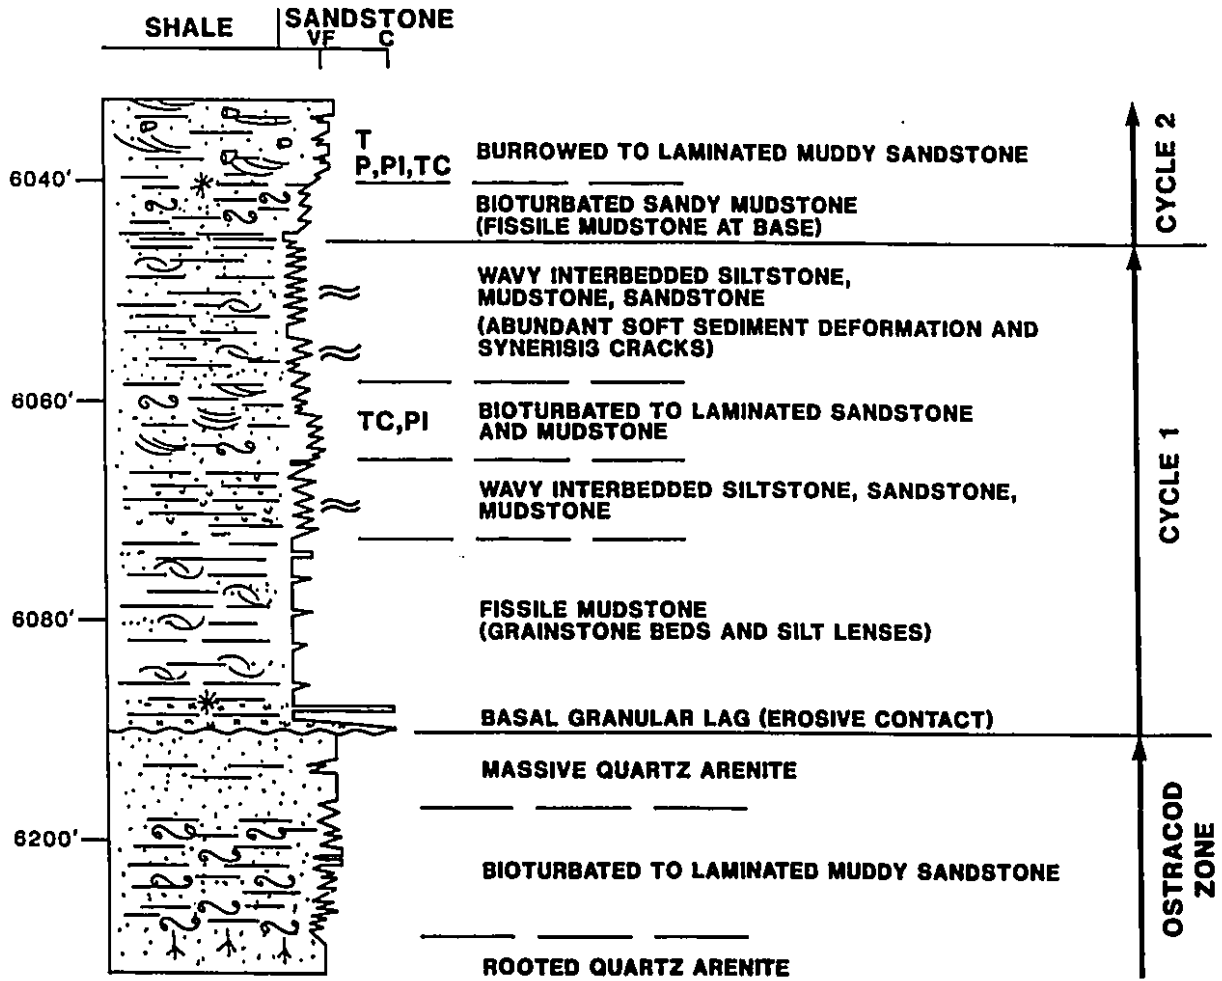 SHALE
SANDSTONE
VF C
T
P,PI,TC
BURROWED TO LAMINATED MUDDY SANDSTONE
6040'
BIOTURBATED SANDY MUDSTONE
(FISSILE MUDSTONE AT BASE)
CYCLE 2
WAVY INTERBEDDED SILTSTONE,
MUDSTONE, SANDSTONE
(ABUNDANT SOFT SEDIMENT DEFORMATION AND
SYNERISI3 CRACKS)
6060'
TC,PI
BIOTURBATED TO LAMINATED SANDSTONE
AND MUDSTONE
WAVY INTERBEDDED SILTSTONE, SANDSTONE,
MUDSTONE
CYCLE 1
6080'
FISSILE MUDSTONE
(GRAINSTONE BEDS AND SILT LENSES)
BASAL GRANULAR LAG (EROSIVE CONTACT)
MASSIVE QUARTZ ARENITE
6200'
BIOTURBATED TO LAMINATED MUDDY SANDSTONE
OSTRACOD
ZONE
ROOTED QUARTZ ARENITE